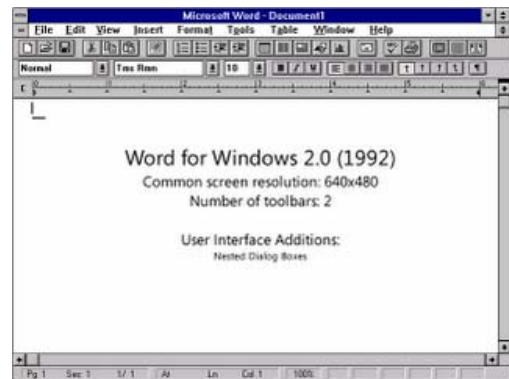 Microsoft Word - Document1
File Edit View Insert Format Tools Table Window Help
Normal Tms Rmn 10 B I U
Word for Windows 2.0 (1992)
Common screen resolution: 640x480
Number of toolbars: 2
User Interface Additions:
Nested Dialog Boxes
Pg 1 Sec 1 1/1 At Ln Col 1 100%